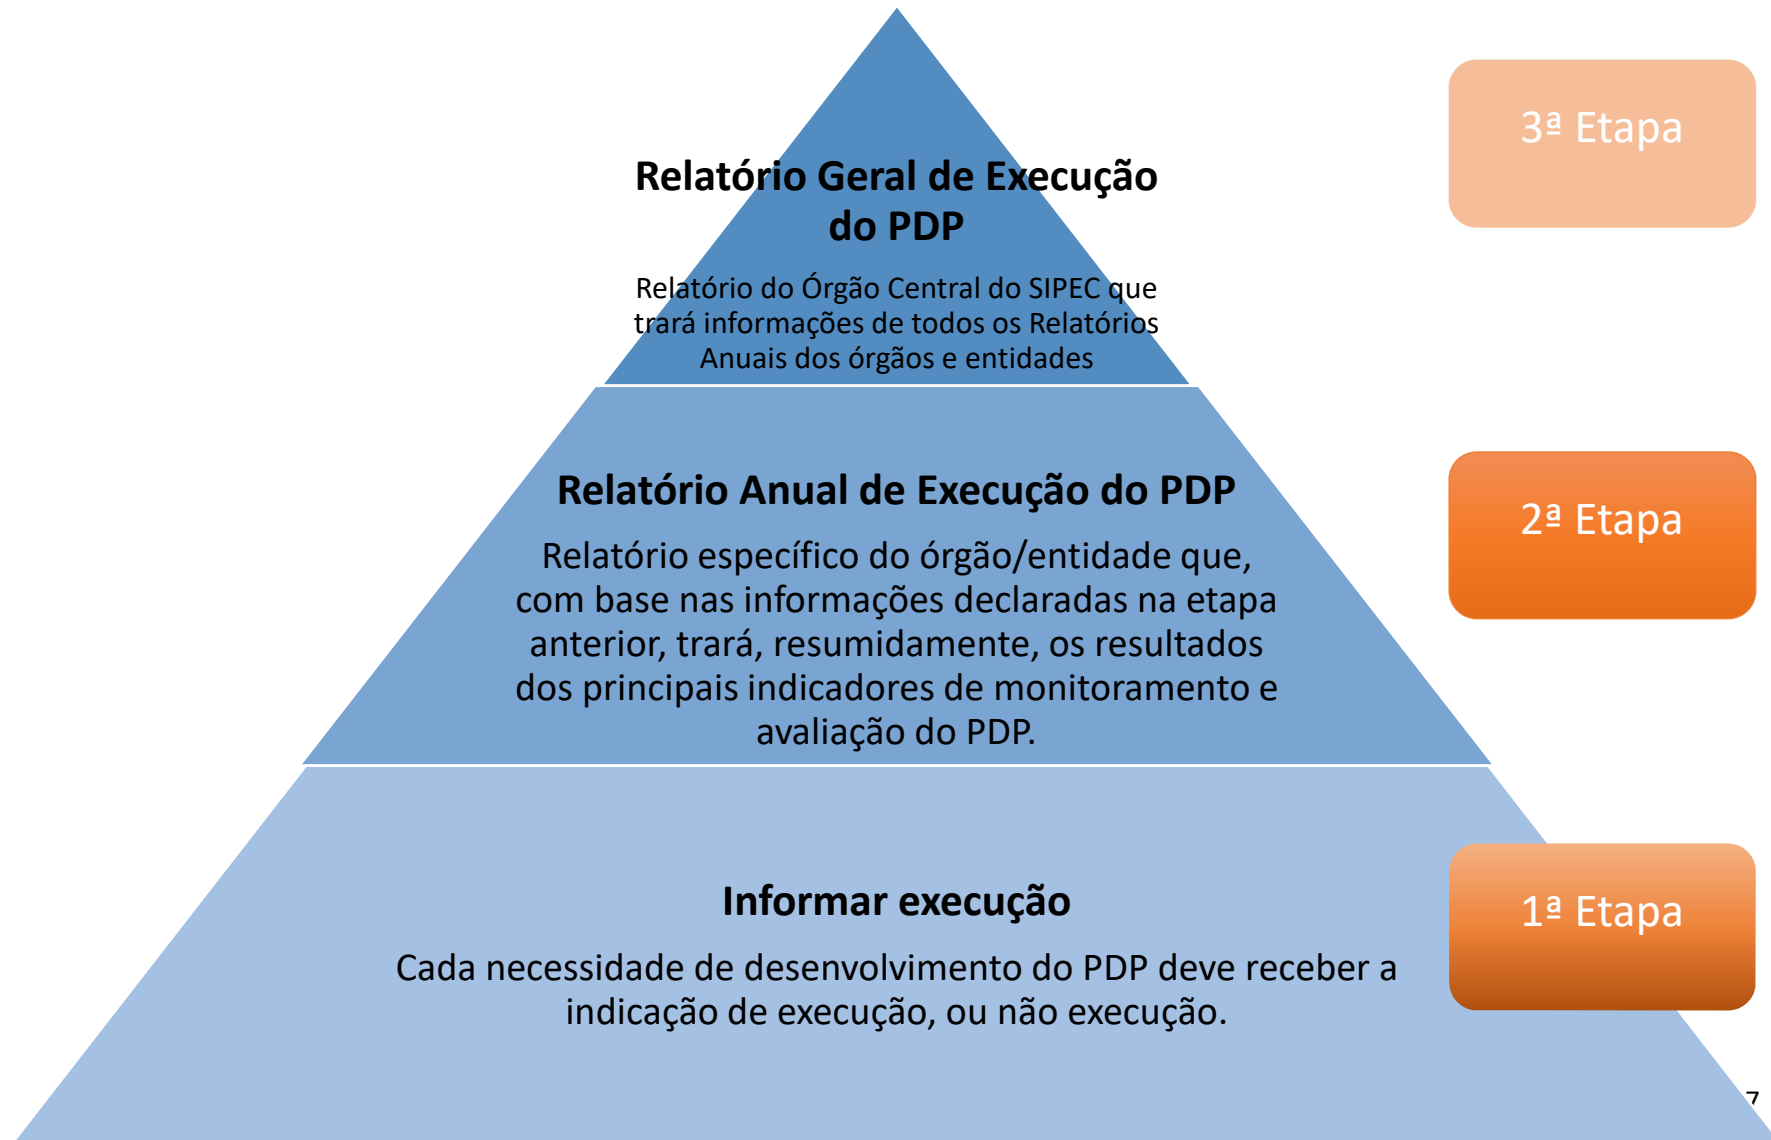 3ª Etapa
Relatório Geral de Execução
do PDP
Relatório do Órgão Central do SIPEC que
trará informações de todos os Relatórios
Anuais dos órgãos e entidades
2ª Etapa
Relatório Anual de Execução do PDP
Relatório específico do órgão/entidade que,
com base nas informações declaradas na etapa
anterior, trará, resumidamente, os resultados
dos principais indicadores de monitoramento e
avaliação do PDP.
1ª Etapa
Informar execução
Cada necessidade de desenvolvimento do PDP deve receber a
indicação de execução, ou não execução.
7